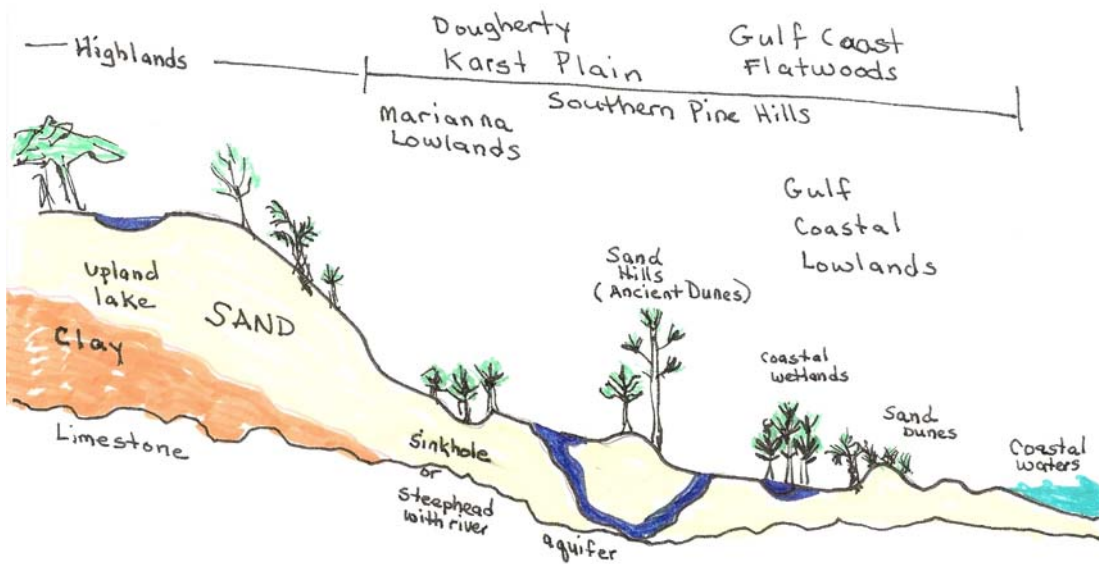 Highlands
Dougherty
Karst Plain
Gulf Coast
Flatwoods
Southern Pine Hills
Marianna
Lowlands
Gulf
Coastal
Lowlands
Sand
Hills
(Ancient Dunes)
upland
lake
SAND
Clay
Limestone
Coastal
wetlands
Sand
Dunes
Coastal
waters
Sinkhole
or
Steephead
with river
aquifer